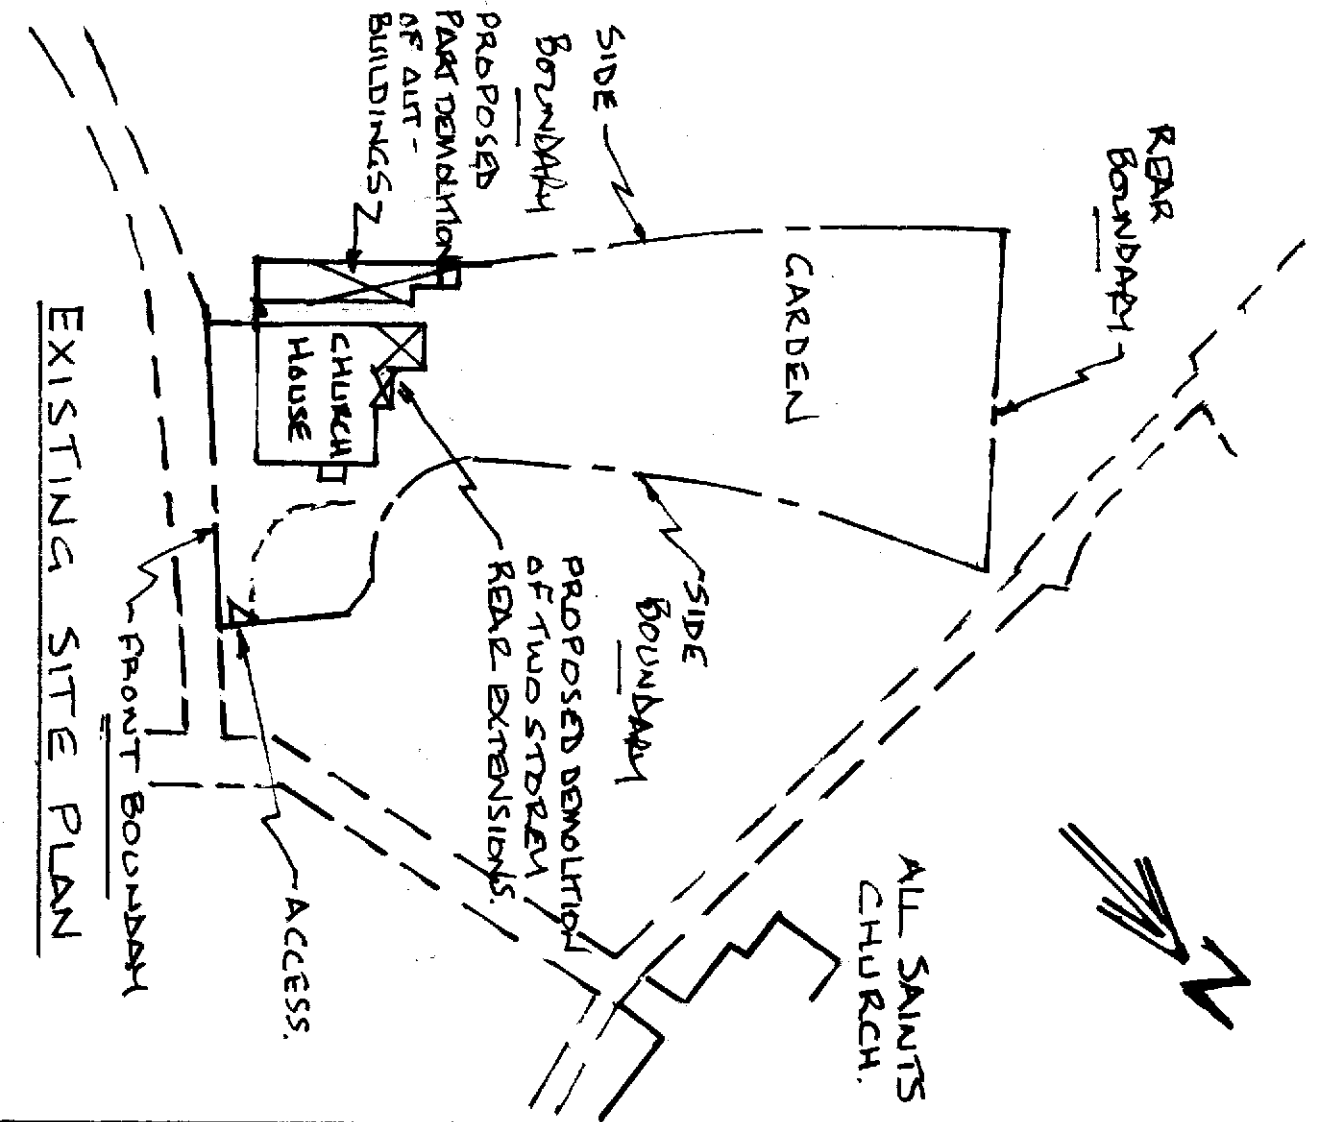 REAR
BOUNDARY
SIDE
BOUNDARY
PROPOSED
PART DEMOLITION
OF OUT-
BUILDINGS
GARDEN
CHURCH
HOUSE
SIDE
BOUNDARY
PROPOSED DEMOLITION
OF TWO STOREY
REAR EXTENSIONS.
ALL SAINTS
CHURCH.
N
ACCESS.
FRONT BOUNDARY
EXISTING SITE PLAN